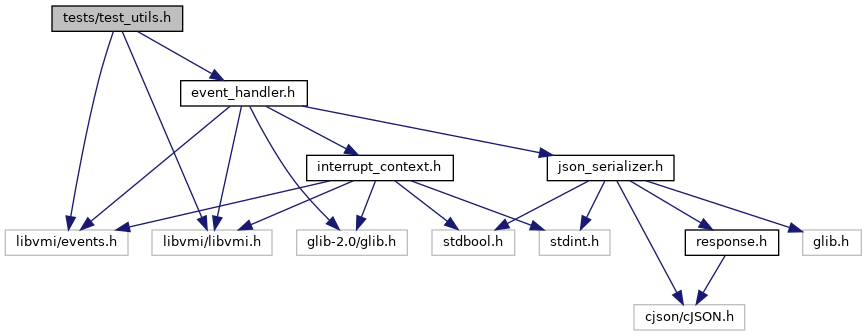 tests/test_utils.h
event_handler.h
interrupt_context.h
json_serializer.h
libvmi/events.h
libvmi/libvmi.h
glib-2.0/glib.h
stdbool.h
stdint.h
response.h
glib.h
cjson/cJSON.h